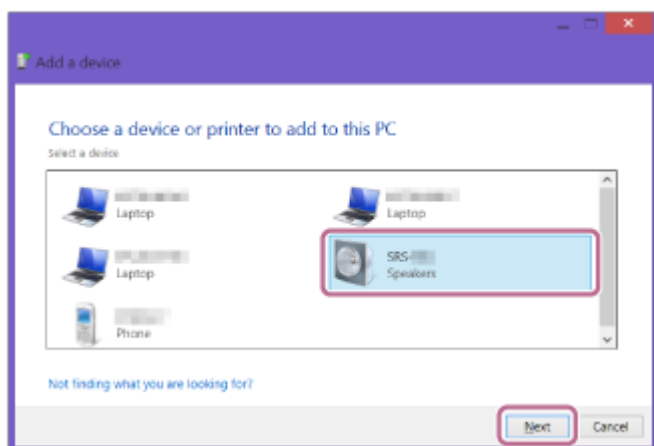 Add a device
Choose a device or printer to add to this PC
Select a device
Laptop
Laptop
Laptop
SRS-
Speakers
Phone
Not finding what you are looking for?
Next
Cancel